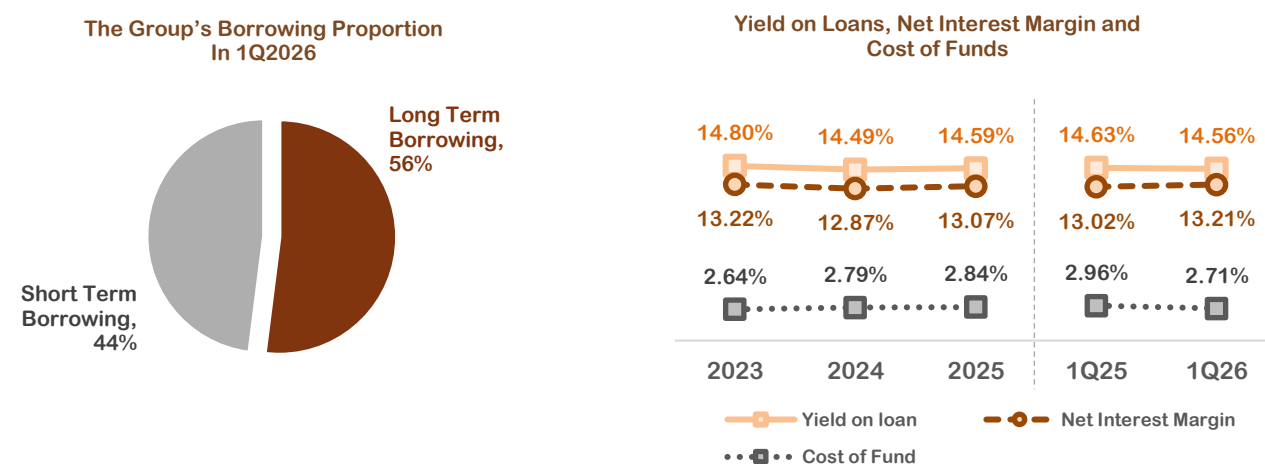 The Group's Borrowing Proportion
In 1Q2026
Long Term
Borrowing,
56%
Short Term
Borrowing,
44%
Yield on Loans, Net Interest Margin and
Cost of Funds
14.80% 14.49% 14.59% 14.63% 14.56%
13.22% 12.87% 13.07% 13.02% 13.21%
2.64% 2.79% 2.84% 2.96% 2.71%
2023 2024 2025 1Q25 1Q26
Yield on loan Net Interest Margin
Cost of Fund